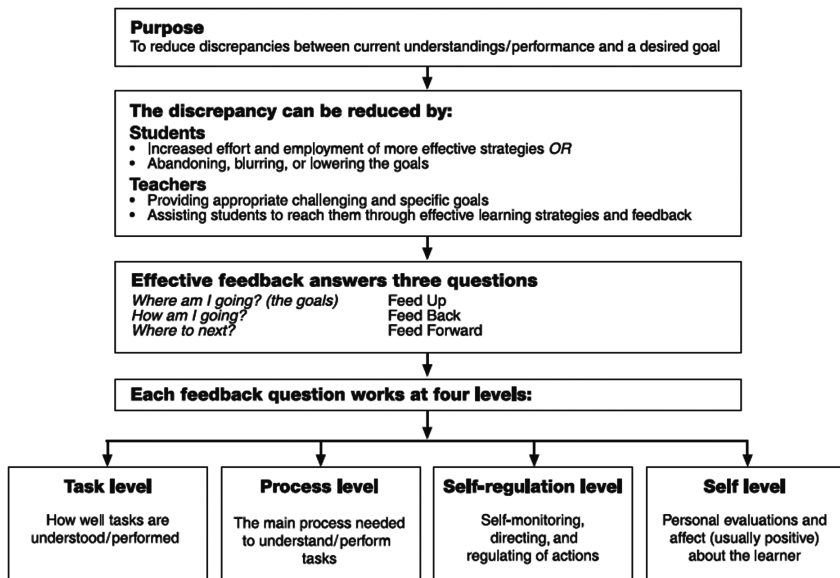 Purpose
To reduce discrepancies between current understandings/performance and a desired goal
The discrepancy can be reduced by:
Students
• Increased effort and employment of more effective strategies OR
• Abandoning, blurring, or lowering the goals
Teachers
• Providing appropriate challenging and specific goals
• Assisting students to reach them through effective learning strategies and feedback
Effective feedback answers three questions
Where am I going? (the goals) Feed Up
How am I going? Feed Back
Where to next? Feed Forward
Each feedback question works at four levels:
Task level
How well tasks are
understood/performed
Process level
The main process needed
to understand/perform
tasks
Self-regulation level
Self-monitoring,
directing, and
regulating of actions
Self level
Personal evaluations and
affect (usually positive)
about the learner